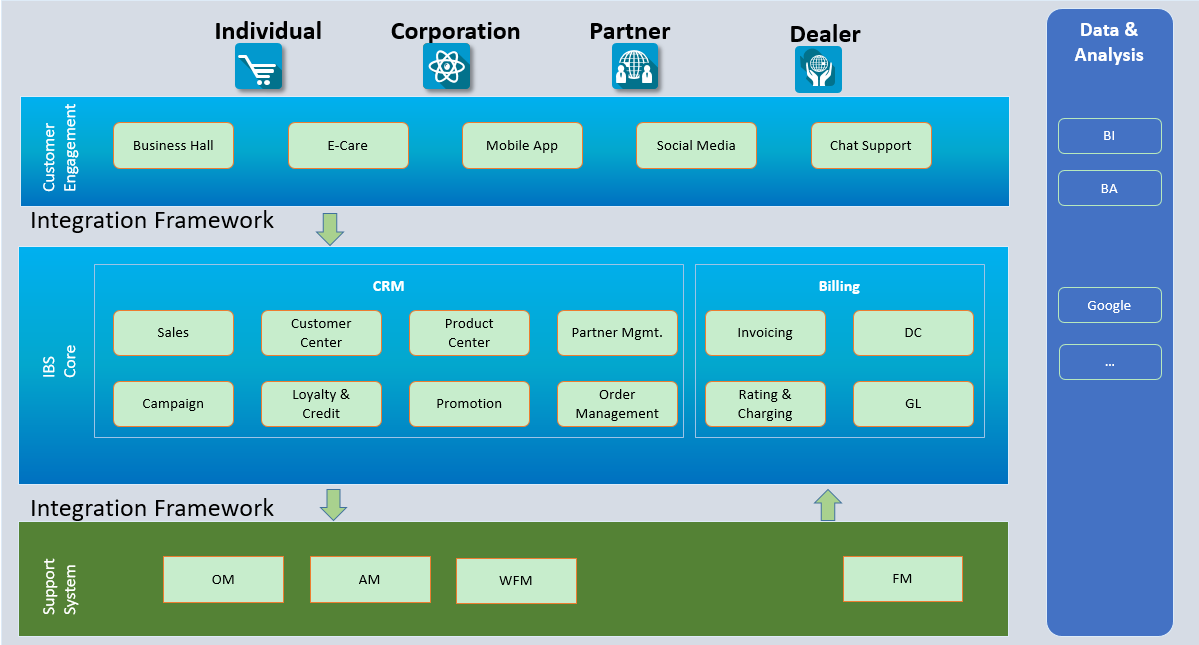 Individual
Corporation
Partner
Dealer
Data &
Analysis
Customer
Engagement
Business Hall
E-Care
Mobile App
Social Media
Chat Support
BI
BA
Google
...
Integration Framework
IBS
Core
CRM
Sales
Customer
Center
Product
Center
Partner Mgmt.
Campaign
Loyalty &
Credit
Promotion
Order
Management
Billing
Invoicing
DC
Rating &
Charging
GL
Integration Framework
Support
System
OM
AM
WFM
FM